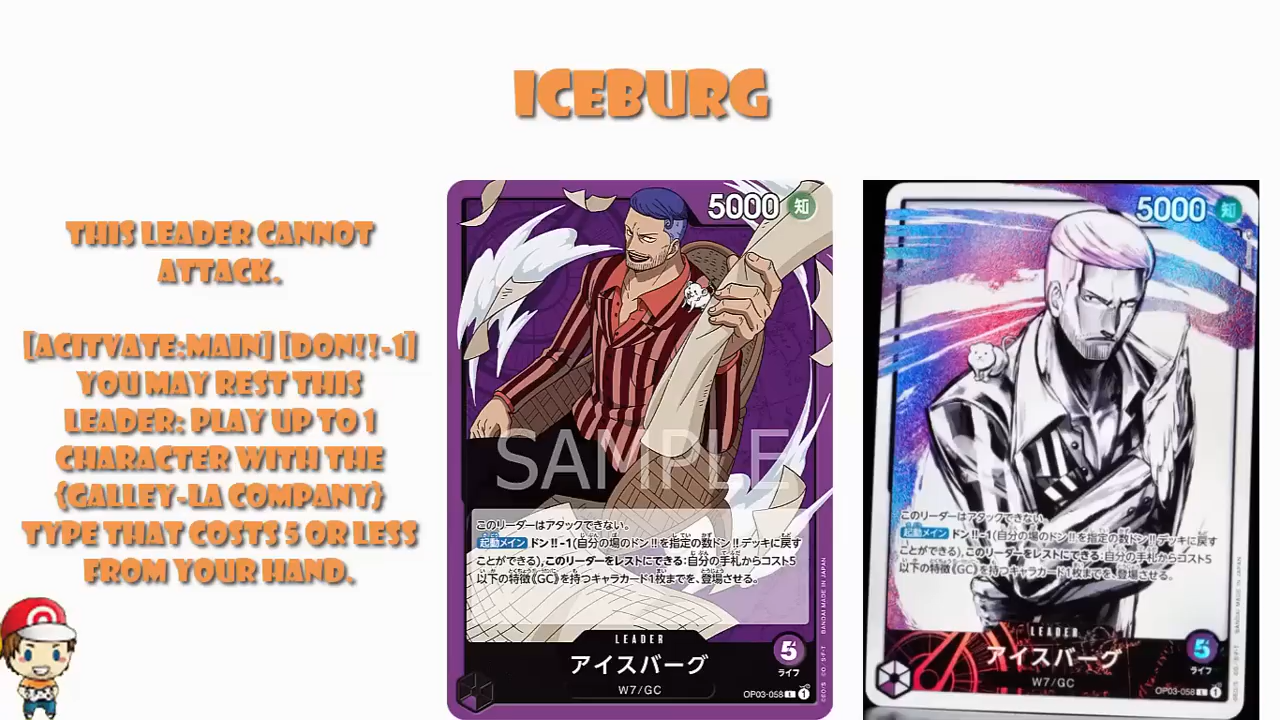 ICEBURG
THIS LEADER CANNOT
ATTACK.
[ACITVATE:MAIN] [DON!!-1]
YOU MAY REST THIS
LEADER: PLAY UP TO 1
CHARACTER WITH THE
{GALLEY-LA COMPANY}
TYPE THAT COSTS 5 OR LESS
FROM YOUR HAND.
5000 知
SAMPLE
このリーダーはアタックできない。
起動メイン ドン!!-1(自分の場のドン!!を指定の数ドン!!デッキに戻す
ことができる),このリーダーをレストにできる:自分の手札からコスト5
以下の特徴《GC》を持つキャラカード1枚までを、登場させる。
BANDAI MADE IN JAPAN
LEADER
アイスバーグ
5
ライフ
W7/GC
OP03-058 L 1
5000 知
このリーダーはアタックできない。
起動メイン ドン!!-1(自分の場のドン!!を指定の数ドン!!デッキに戻す
ことができる),このリーダーをレストにできる:自分の手札からコスト5
以下の特徴《GC》を持つキャラカード1枚までを、登場させる。
BANDAI MADE IN JAPAN
LEADER
アイスバーグ
5
ライフ
W7/GC
OP03-058 L 1